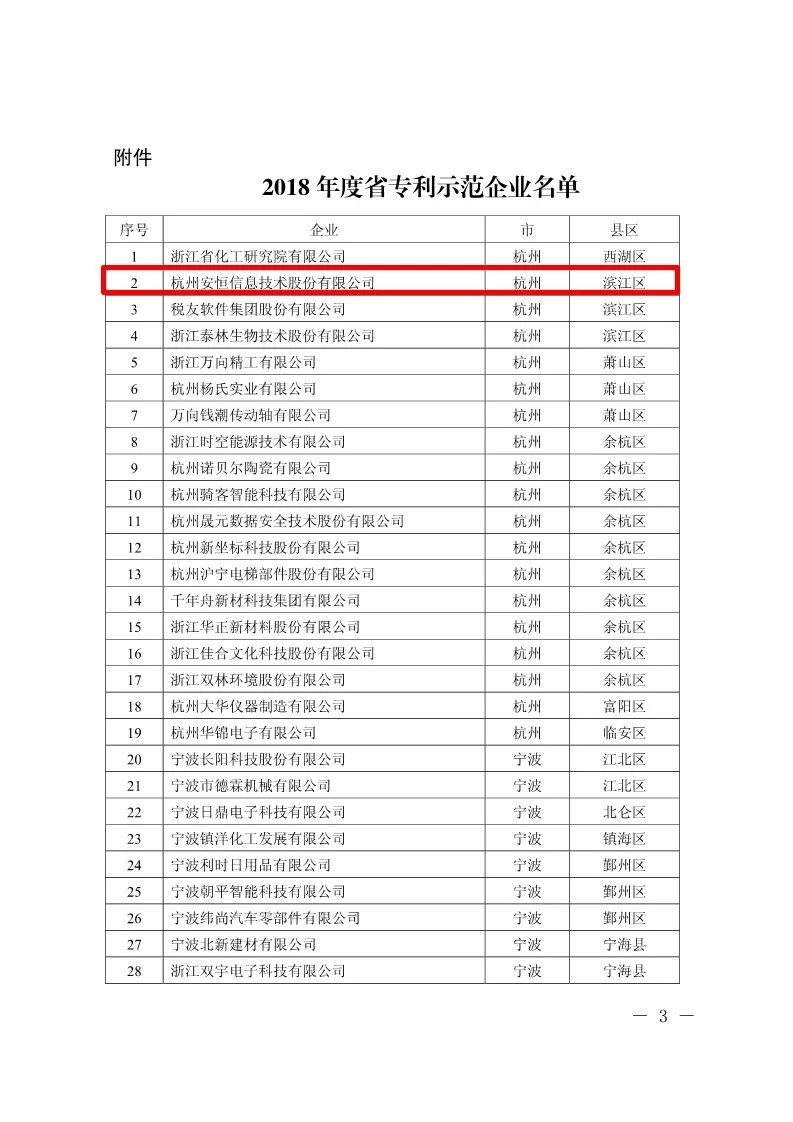 附件
2018 年度省专利示范企业名单
序号 企业 市 县区
1 浙江省化工研究院有限公司 杭州 西湖区
2 杭州安恒信息技术股份有限公司 杭州 滨江区
3 税友软件集团股份有限公司 杭州 滨江区
4 浙江泰林生物技术股份有限公司 杭州 滨江区
5 浙江万向精工有限公司 杭州 萧山区
6 杭州杨氏实业有限公司 杭州 萧山区
7 万向钱潮传动轴有限公司 杭州 萧山区
8 浙江时空能源技术有限公司 杭州 余杭区
9 杭州诺贝尔陶瓷有限公司 杭州 余杭区
10 杭州骑客智能科技有限公司 杭州 余杭区
11 杭州晟元数据安全技术股份有限公司 杭州 余杭区
12 杭州新坐标科技股份有限公司 杭州 余杭区
13 杭州沪宁电梯部件股份有限公司 杭州 余杭区
14 千年舟新材科技集团有限公司 杭州 余杭区
15 浙江华正新材料股份有限公司 杭州 余杭区
16 浙江佳合文化科技股份有限公司 杭州 余杭区
17 浙江双林环境股份有限公司 杭州 余杭区
18 杭州大华仪器制造有限公司 杭州 富阳区
19 杭州华锦电子有限公司 杭州 临安区
20 宁波长阳科技股份有限公司 宁波 江北区
21 宁波市德霖机械有限公司 宁波 江北区
22 宁波日鼎电子科技有限公司 宁波 北仑区
23 宁波镇洋化工发展有限公司 宁波 镇海区
24 宁波利时日用品有限公司 宁波 鄞州区
25 宁波朝平智能科技有限公司 宁波 鄞州区
26 宁波纬尚汽车零部件有限公司 宁波 鄞州区
27 宁波北新建材有限公司 宁波 宁海县
28 浙江双宇电子科技有限公司 宁波 宁海县
— 3 —